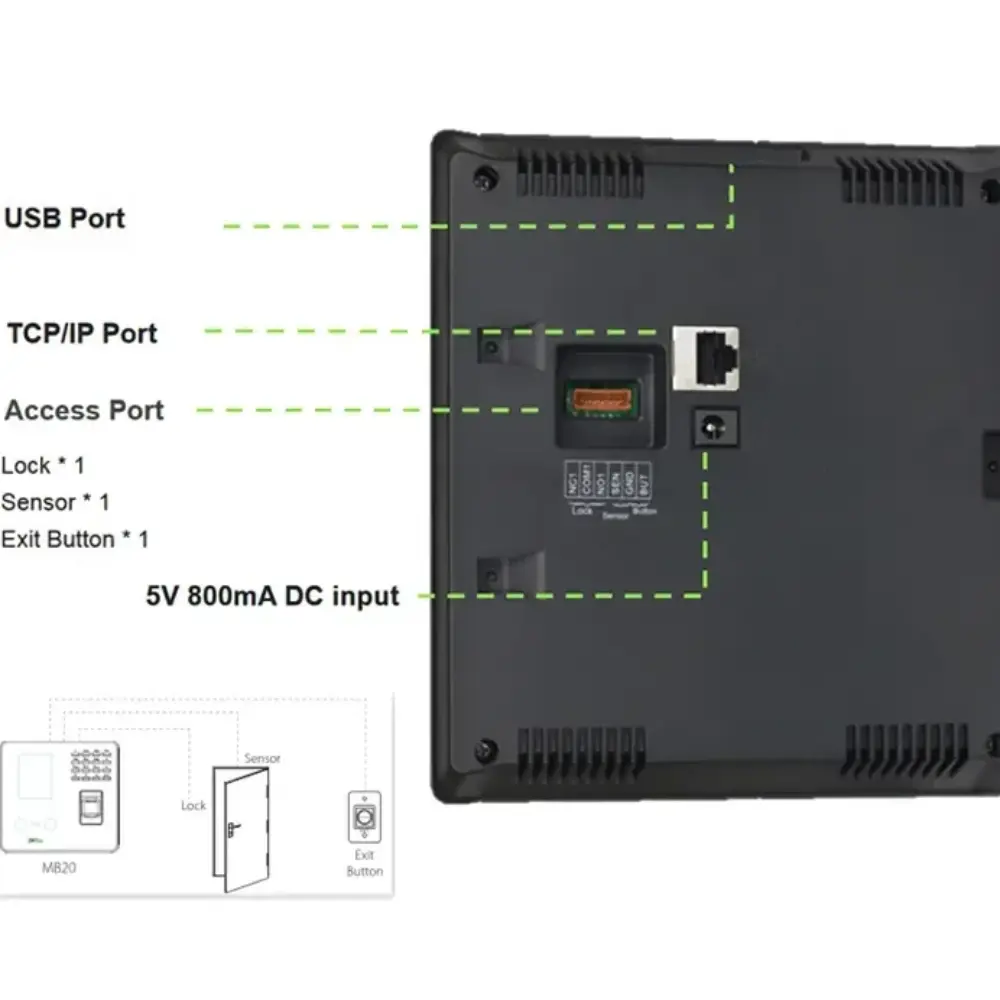 USB Port
TCP/IP Port
Access Port
Lock * 1
Sensor * 1
Exit Button * 1
5V 800mA DC input
NC1 COM1 NO1 SEN GND BUT
Lock Sensor Button
Sensor
Lock
MB20
Exit
Button